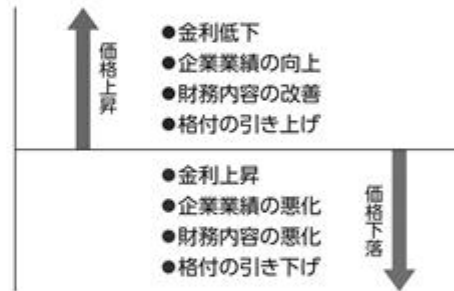 価格上昇
●金利低下
●企業業績の向上
●財務内容の改善
●格付の引き上げ
●金利上昇
●企業業績の悪化
●財務内容の悪化
●格付の引き下げ
価格下落